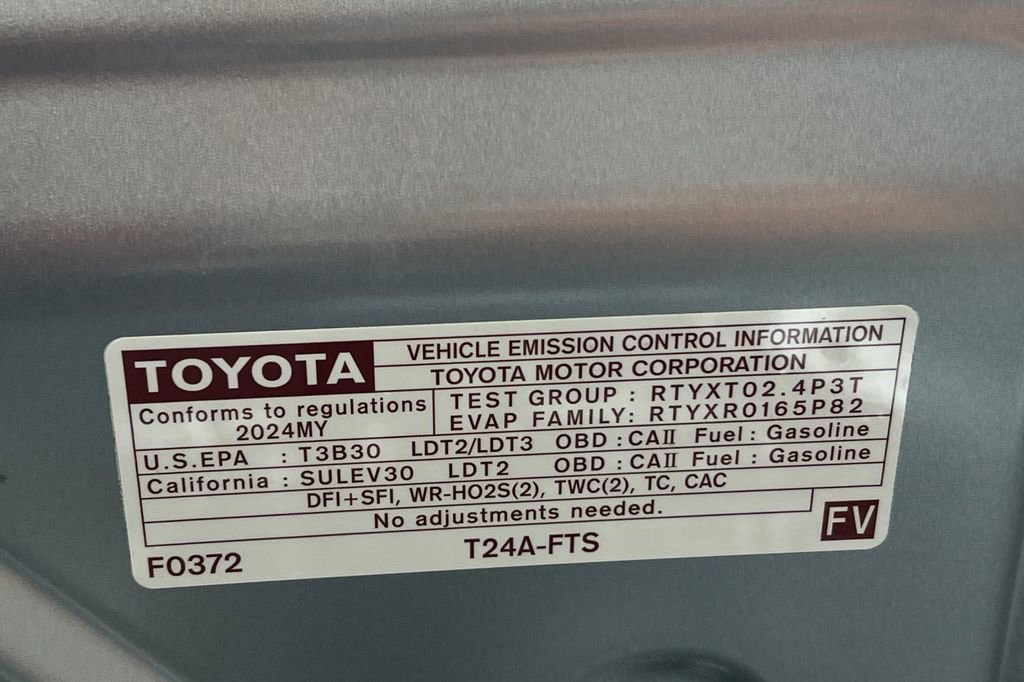 TOYOTA
VEHICLE EMISSION CONTROL INFORMATION
TOYOTA MOTOR CORPORATION
Conforms to regulations
2024MY
TEST GROUP : RTYXT02.4P3T
EVAP FAMILY: RTYXR0165P82
U.S.EPA : T3B30 LDT2/LDT3 OBD : CAⅡ Fuel : Gasoline
California : SULEV30 LDT2 OBD : CAⅡ Fuel : Gasoline
DFI+SFI, WR-HO2S(2), TWC(2), TC, CAC
No adjustments needed.
FV
F0372
T24A-FTS